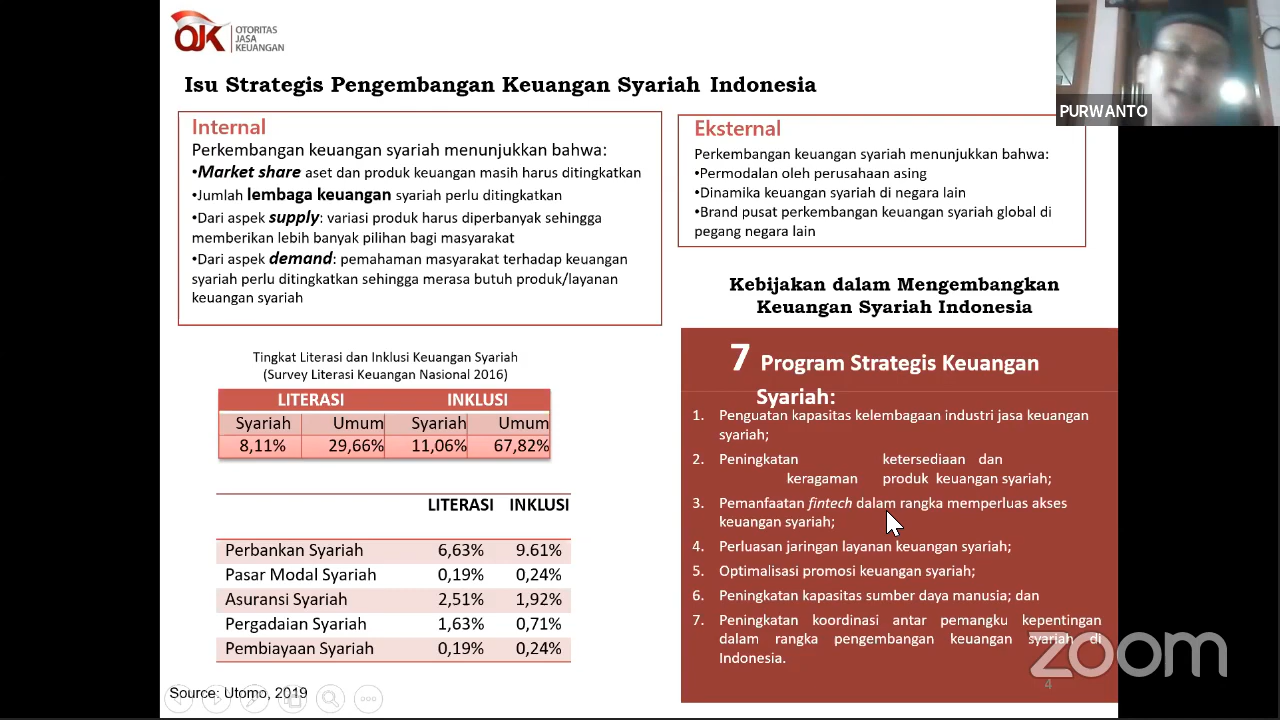 OJK
OTORITAS
JASA
KEUANGAN
Isu Strategis Pengembangan Keuangan Syariah Indonesia
Internal
Perkembangan keuangan syariah menunjukkan bahwa:
•Market share aset dan produk keuangan masih harus ditingkatkan
•Jumlah lembaga keuangan syariah perlu ditingkatkan
•Dari aspek supply: variasi produk harus diperbanyak sehingga
memberikan lebih banyak pilihan bagi masyarakat
•Dari aspek demand: pemahaman masyarakat terhadap keuangan
syariah perlu ditingkatkan sehingga merasa butuh produk/layanan
keuangan syariah
PURWANTO
Eksternal
Perkembangan keuangan syariah menunjukkan bahwa:
•Permodalan oleh perusahaan asing
•Dinamika keuangan syariah di negara lain
•Brand pusat perkembangan keuangan syariah global di
pegang negara lain
Tingkat Literasi dan Inklusi Keuangan Syariah
(Survey Literasi Keuangan Nasional 2016)
LITERASI INKLUSI
Syariah Umum Syariah Umum
8,11% 29,66% 11,06% 67,82%
LITERASI INKLUSI
Perbankan Syariah 6,63% 9.61%
Pasar Modal Syariah 0,19% 0,24%
Asuransi Syariah 2,51% 1,92%
Pergadaian Syariah 1,63% 0,71%
Pembiayaan Syariah 0,19% 0,24%
Source: Utomo, 2019
Kebijakan dalam Mengembangkan
Keuangan Syariah Indonesia
7 Program Strategis Keuangan
Syariah:
1. Penguatan kapasitas kelembagaan industri jasa keuangan
syariah;
2. Peningkatan ketersediaan dan
keragaman produk keuangan syariah;
3. Pemanfaatan fintech dalam rangka memperluas akses
keuangan syariah;
4. Perluasan jaringan layanan keuangan syariah;
5. Optimalisasi promosi keuangan syariah;
6. Peningkatan kapasitas sumber daya manusia; dan
7. Peningkatan koordinasi antar pemangku kepentingan
dalam rangka pengembangan keuangan syariah di
Indonesia.
zoom
4